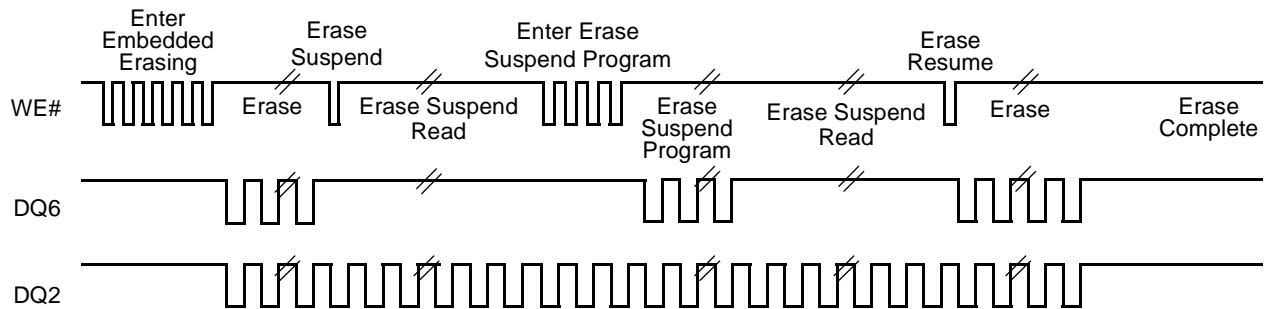 Enter
Embedded
Erasing
Erase
Suspend
Enter Erase
Suspend Program
Erase
Resume
WE#
Erase
Erase Suspend
Read
Erase
Suspend
Program
Erase Suspend
Read
Erase
Erase
Complete
DQ6
DQ2